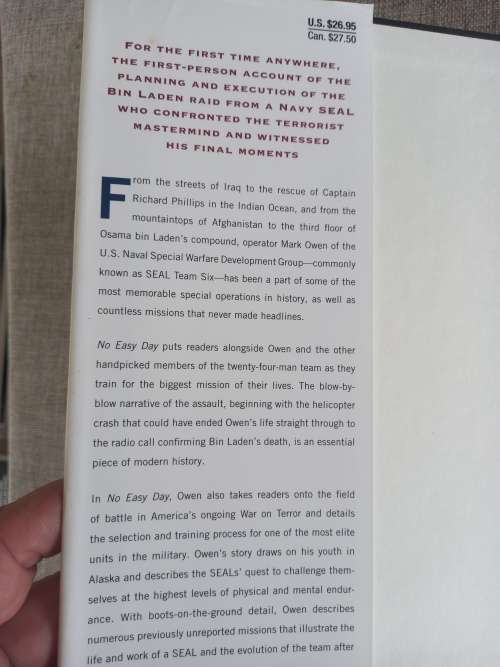 U.S. $26.95
Can. $27.50
FOR THE FIRST TIME ANYWHERE,
THE FIRST-PERSON ACCOUNT OF THE
PLANNING AND EXECUTION OF THE
BIN LADEN RAID FROM A NAVY SEAL
WHO CONFRONTED THE TERRORIST
MASTERMIND AND WITNESSED
HIS FINAL MOMENTS
From the streets of Iraq to the rescue of Captain
Richard Phillips in the Indian Ocean, and from the
mountaintops of Afghanistan to the third floor of
Osama bin Laden's compound, operator Mark Owen of the
U.S. Naval Special Warfare Development Group—commonly
known as SEAL Team Six—has been a part of some of the
most memorable special operations in history, as well as
countless missions that never made headlines.
No Easy Day puts readers alongside Owen and the other
handpicked members of the twenty-four-man team as they
train for the biggest mission of their lives. The blow-by-
blow narrative of the assault, beginning with the helicopter
crash that could have ended Owen's life straight through to
the radio call confirming Bin Laden's death, is an essential
piece of modern history.
In No Easy Day, Owen also takes readers onto the field
of battle in America's ongoing War on Terror and details
the selection and training process for one of the most elite
units in the military. Owen's story draws on his youth in
Alaska and describes the SEALs' quest to challenge them-
selves at the highest levels of physical and mental endur-
ance. With boots-on-the-ground detail, Owen describes
numerous previously unreported missions that illustrate the
life and work of a SEAL and the evolution of the team after